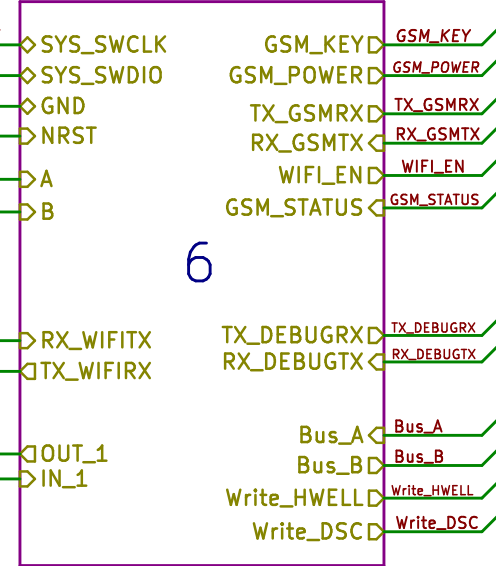 SYS_SWCLK GSM_KEY GSM_KEY
SYS_SWDIO GSM_POWER GSM_POWER
GND TX_GSMRX TX_GSMRX
NRST RX_GSMTX RX_GSMTX
A WIFI_EN WIFI_EN
B GSM_STATUS GSM_STATUS
6
RX_WIFITX TX_DEBUGRX TX_DEBUGRX
TX_WIFIRX RX_DEBUGTX RX_DEBUGTX
Bus_A Bus_A
OUT_1 Bus_B Bus_B
IN_1 Write_HWELL Write_HWELL
Write_DSC Write_DSC